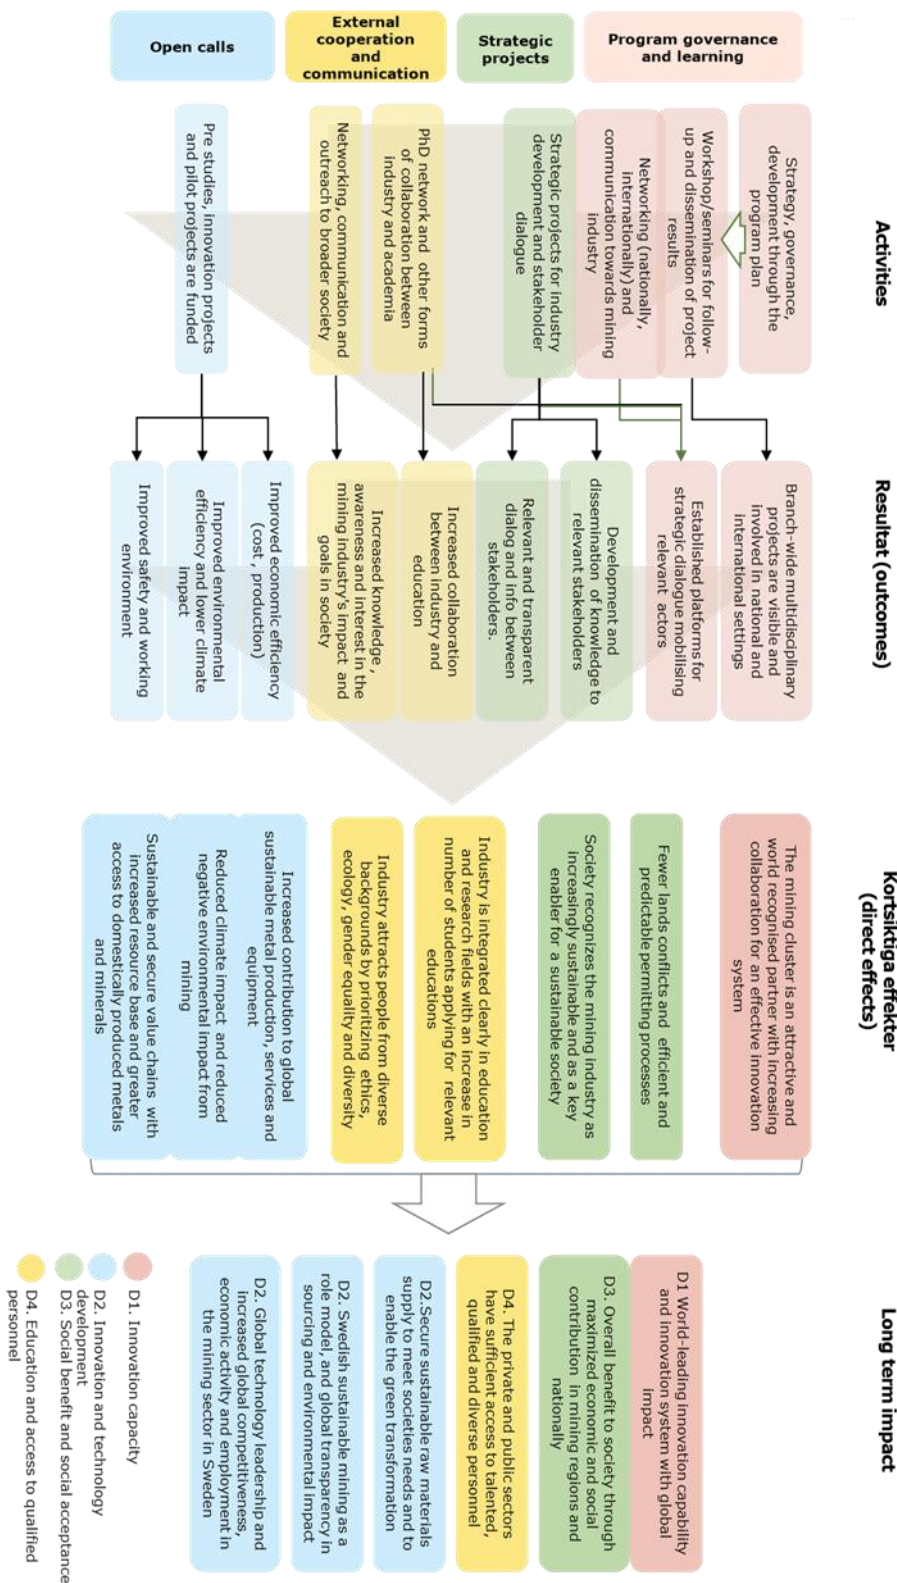 Open calls
External
cooperation
and
communication
Strategic
projects
Program governance
and learning
Activities
Strategy, governance,
development through the
program plan
Workshop/seminars for follow-
up and dissemination of project
results
Networking (nationally,
internationally) and
communication towards mining
industry
Strategic projects for industry
development and stakeholder
dialogue
PhD network and other forms
of collaboration between
industry and academia
Networking, communication and
outreach to broader society
Pre studies, innovation projects
and pilot projects are funded
Resultat (outcomes)
Branch-wide multidisciplinary
projects are visible and
involved in national and
international settings
Established platforms for
strategic dialogue mobilising
relevant actors
Development and
dissemination of knowledge to
relevant stakeholders
Relevant and transparent
dialog and info between
stakeholders.
Increased collaboration
between industry and
education
Increased knowledge ,
awareness and interest in the
mining industry's impact and
goals in society
Improved economic efficiency
(cost , production)
Improved environmental
efficiency and lower climate
impact
Improved safety and working
environment
Kortsiktiga effekter
(direct effects)
The mining cluster is an attractive and
world recognised partner with increasing
collaboration for an effective innovation
system
Fewer lands conflicts and efficient and
predictable permitting processes
Society recognizes the mining industry as
increasingly sustainable and as a key
enabler for a sustainable society
Industry is integrated clearly in education
and research fields with an increase in
number of students applying for relevant
educations
Industry attracts people from diverse
backgrounds by prioritizing ethics,
ecology, gender equality and diversity
Increased contribution to global
sustainable metal production, services and
equipment
Reduced climate impact and reduced
negative environmental impact from
mining
Sustainable and secure value chains with
increased resource base and greater
access to domestically produced metals
and minerals
Long term impact
D1 World-leading innovation capability
and innovation system with global
impact
D3. Overall benefit to society through
maximized economic and social
contribution in mining regions and
nationally
D4. The private and public sectors
have sufficient access to talented,
qualified and diverse personnel
D2.Secure sustainable raw materials
supply to meet societies needs and to
enable the green transformation
D2. Swedish sustainable mining as a
role model, and global transparency in
sourcing and environmental impact
D2. Global technology leadership and
increased global competitiveness,
economic activity and employment in
the mining sector in Sweden
D1. Innovation capacity
D2. Innovation and technology
development
D3. Social benefit and social acceptance
D4. Education and access to qualified
personnel